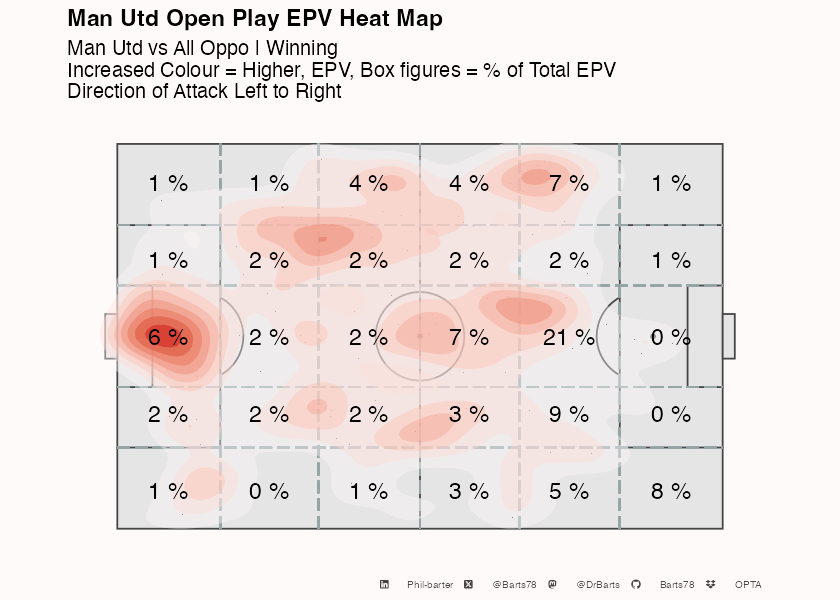 Man Utd Open Play EPV Heat Map
Man Utd vs All Oppo | Winning
Increased Colour = Higher, EPV, Box figures = % of Total EPV
Direction of Attack Left to Right
1 % 1 % 4 % 4 % 7 % 1 %
1 % 2 % 2 % 2 % 2 % 1 %
6 % 2 % 2 % 7 % 21 % 0 %
2 % 2 % 2 % 3 % 9 % 0 %
1 % 0 % 1 % 3 % 5 % 8 %
Phil-barter @Barts78 @DrBarts Barts78 OPTA